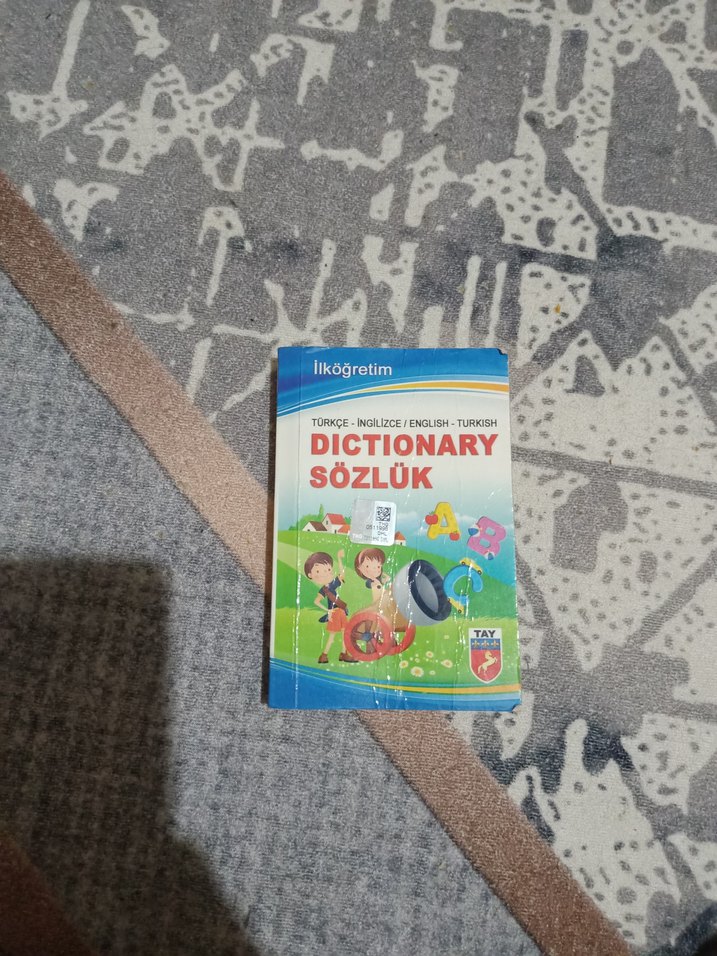 İlköğretim
TÜRKÇE - İNGİLİZCE / ENGLISH - TURKISH
DICTIONARY
SÖZLÜK
A
B
C
TAY